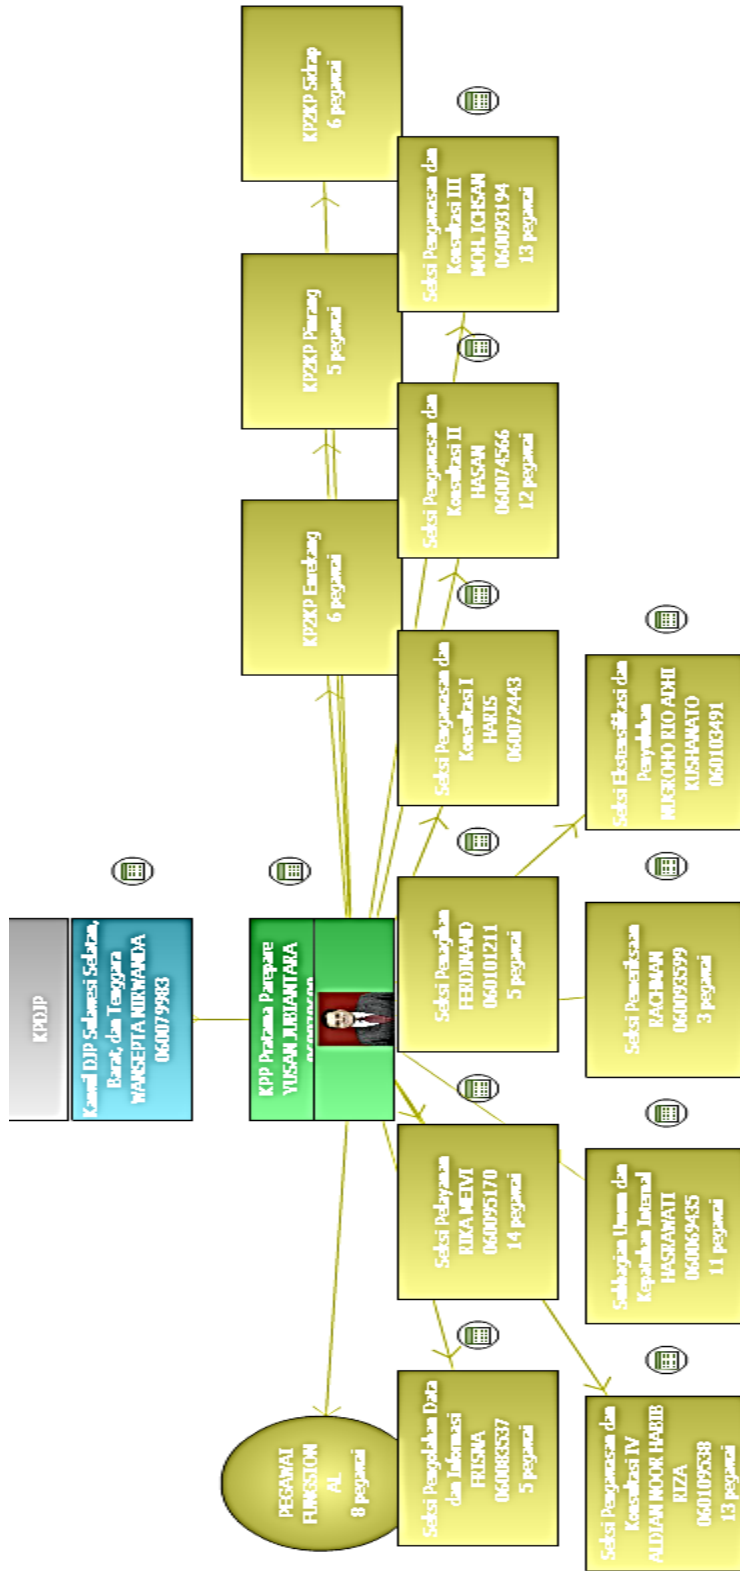 KPDJP
Kanwil DJP Sulawesi Selatan,
Barat, dan Tenggara
WANSEPTA NIRWANDA
060079983
KPP Pratama Parepare
YUSAN JUBIANTARA
PEGAWAI
FUNGSION
AL
8 pegawai
KP2KP Enrekang
6 pegawai
KP2KP Pinrang
5 pegawai
KP2KP Sidrap
6 pegawai
Seksi Pengolahan Data
dan Informasi
FRISNA
060083537
5 pegawai
Seksi Pelayanan
RIKA MEIVI
060095170
14 pegawai
Seksi Penagihan
FERDINAND
060101211
5 pegawai
Seksi Pengawasan dan
Konsultasi I
HARIS
060072443
Seksi Pengawasan dan
Konsultasi II
HASAN
060074566
12 pegawai
Seksi Pengawasan dan
Konsultasi III
MOH. ICHSAN
060093194
13 pegawai
Seksi Pengawasan dan
Konsultasi IV
ALDIAN NOOR HABIB
RIZA
060109538
13 pegawai
Subbagian Umum dan
Kepatuhan Internal
HASRAWATI
060069435
11 pegawai
Seksi Pemeriksaan
RACHMAN
060093599
3 pegawai
Seksi Ekstensifikasi dan
Penyuluhan
NUGROHO RIO ADHI
KUSHANATO
060103491